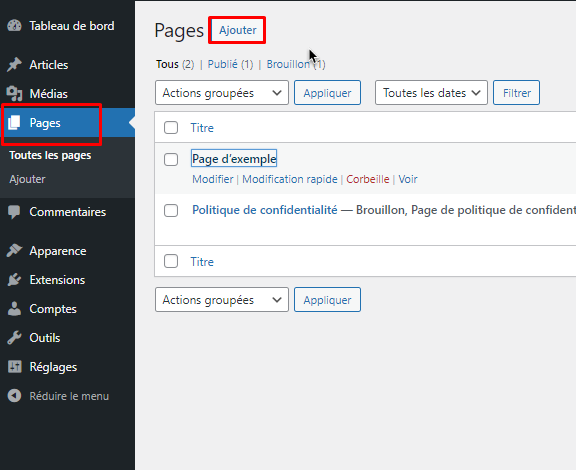 Tableau de bord
Articles
Médias
Pages
Toutes les pages
Ajouter
Commentaires
Apparence
Extensions
Comptes
Outils
Réglages
Réduire le menu
Pages Ajouter
Tous (2) | Publié (1) | Brouillon (1)
Actions groupées Appliquer Toutes les dates Filtrer
Titre
Page d'exemple
Modifier | Modification rapide | Corbeille | Voir
Politique de confidentialité — Brouillon, Page de politique de confident
Titre
Actions groupées Appliquer